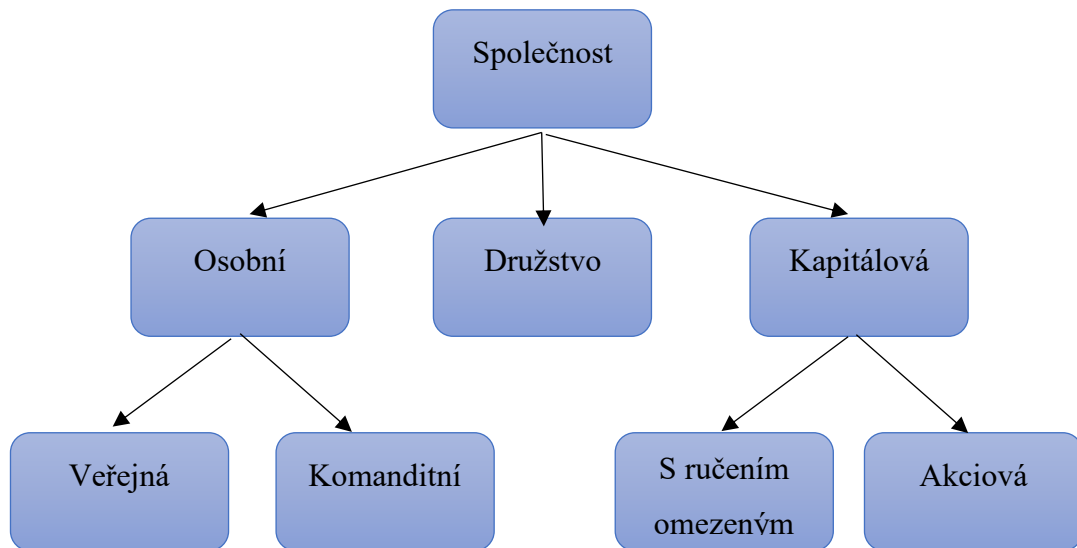 Společnost
Osobní
Družstvo
Kapitálová
Veřejná
Komanditní
S ručením
omezeným
Akciová